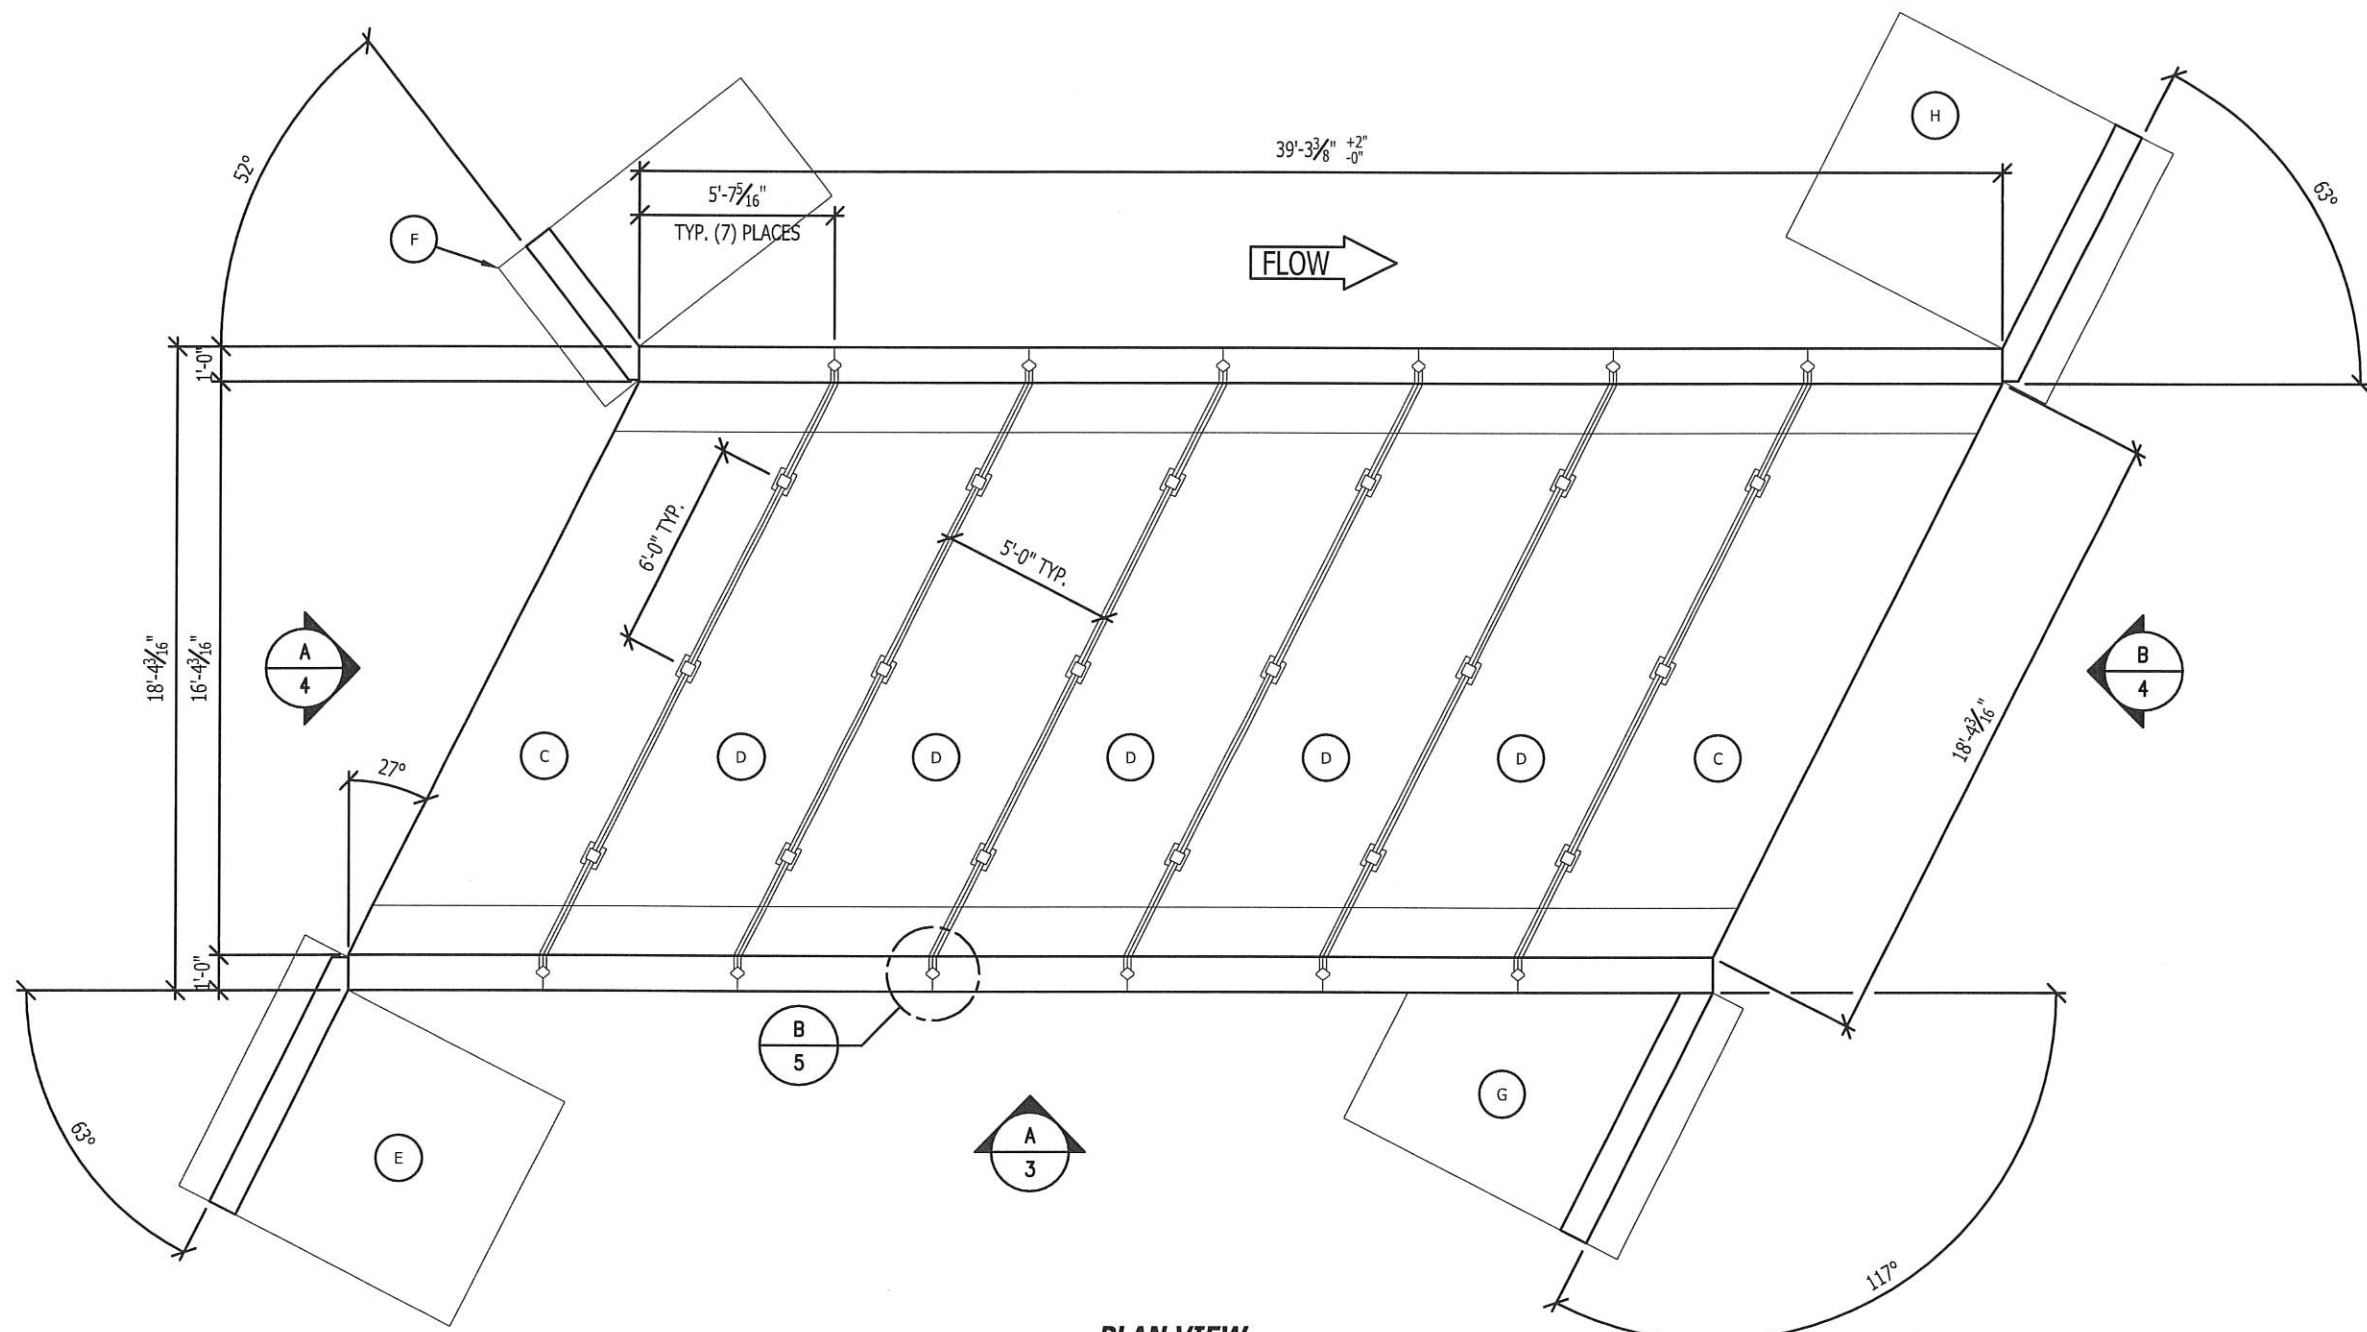 H
39'-3 3/8" +2" -0"
63°
52°
5'-7 5/16"
TYP. (7) PLACES
F
FLOW
1'-0"
6'-0" TYP.
5'-0" TYP.
18'-4 3/16"
16'-4 3/16"
A
4
B
4
18'-4 3/16"
27°
C
D
D
D
D
D
C
1'-0"
B
5
G
63°
E
A
3
117°
PLAN VIEW